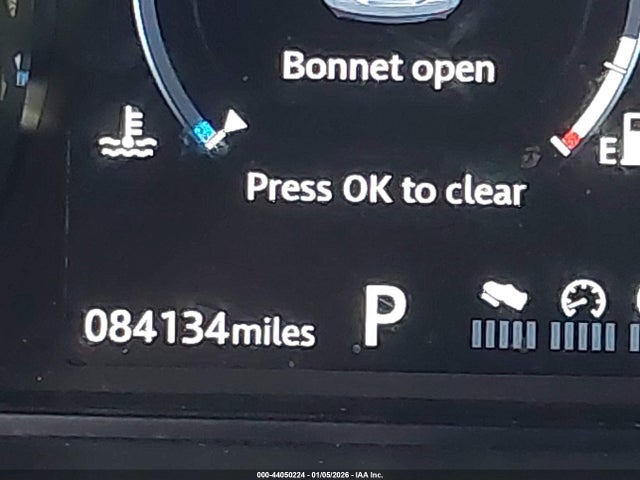 Bonnet open
E
Press OK to clear
084134miles P
000-44050224 - 01/05/2026 - IAA Inc.